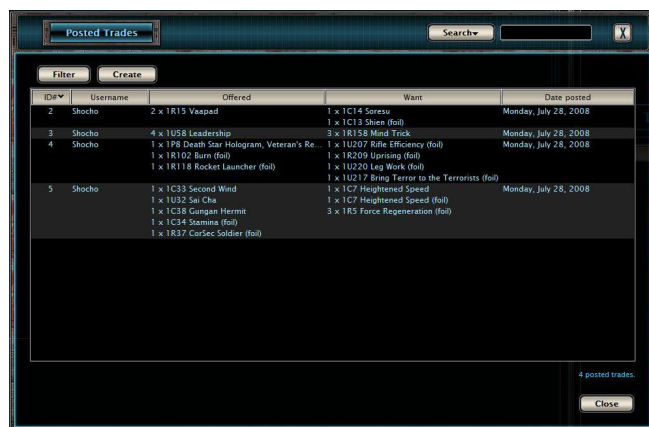 Posted Trades
Search
X
Filter Create
ID# Username Offered Want Date posted
2 Shocho 2 x 1R15 Vaapad 1 x 1C14 Soresu Monday, July 28, 2008
1 x 1C13 Shien (foil)
3 Shocho 4 x 1U58 Leadership 3 x 1R158 Mind Trick Monday, July 28, 2008
4 Shocho 1 x 1P8 Death Star Hologram, Veteran's Re... 1 x 1U207 Rifle Efficiency (foil) Monday, July 28, 2008
1 x 1R102 Burn (foil) 1 x 1R209 Uprising (foil)
1 x 1R118 Rocket Launcher (foil) 1 x 1U220 Leg Work (foil)
1 x 1U217 Bring Terror to the Terrorists (foil)
5 Shocho 1 x 1C33 Second Wind 1 x 1C7 Heightened Speed Monday, July 28, 2008
1 x 1U32 Sai Cha 1 x 1C7 Heightened Speed (foil)
1 x 1C38 Gungan Hermit 3 x 1R5 Force Regeneration (foil)
1 x 1C34 Stamina (foil)
1 x 1R37 CorSec Soldier (foil)
4 posted trades.
Close